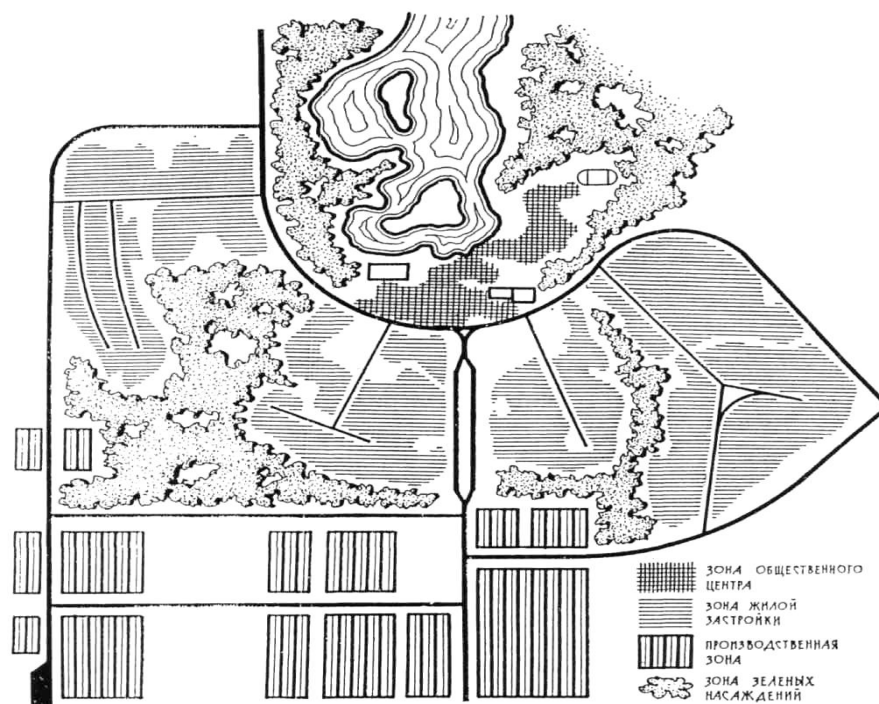 ЗОНА ОБЩЕСТВЕННОГО
ЦЕНТРА
ЗОНА ЖИЛОЙ
ЗАСТРОЙКИ
ПРОИЗВОДСТВЕННАЯ
ЗОНА
ЗОНА ЗЕЛЕНЫХ
НАСАЖДЕНИЙ